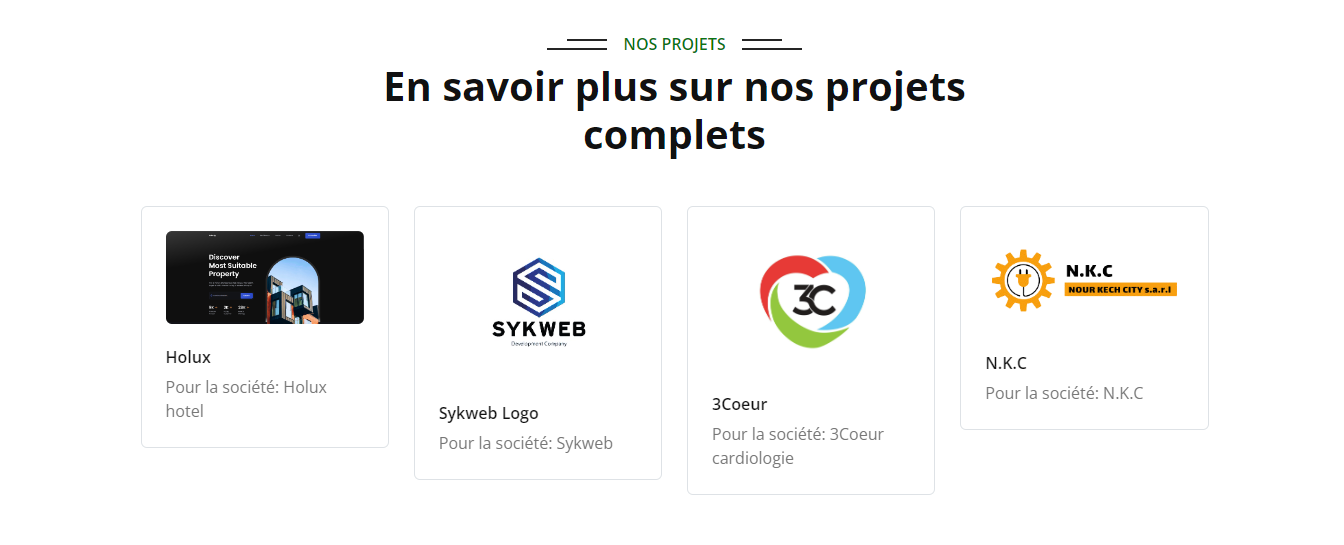 NOS PROJETS
En savoir plus sur nos projets
complets
Discover
Most Suitable
Property
Holux
Pour la société: Holux
hotel
SYKWEB
Development Company
Sykweb Logo
Pour la société: Sykweb
3C
3Coeur
Pour la société: 3Coeur
cardiologie
N.K.C
NOUR KECH CITY s.a.r.l
N.K.C
Pour la société: N.K.C